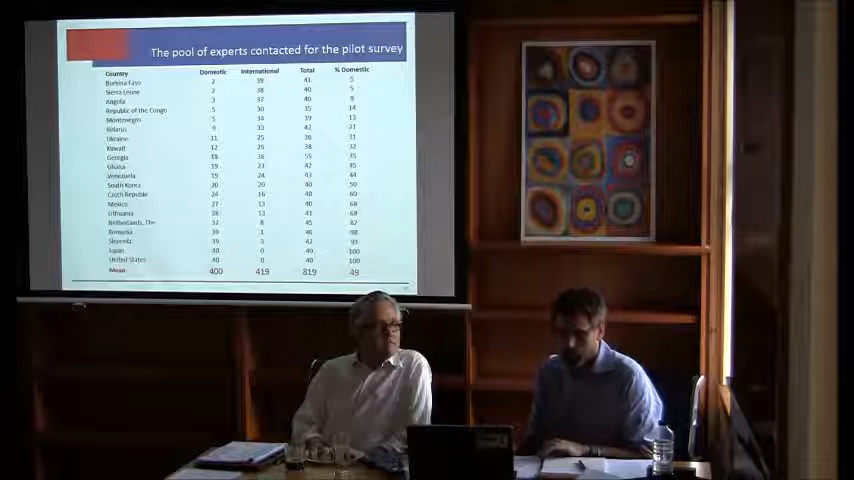 The pool of experts contacted for the pilot survey
Country Domestic International Total % Domestic
Burkina Faso 2 39 41 5
Sierra Leone 2 38 40 5
Angola 3 37 40 8
Republic of the Congo 5 30 35 14
Montenegro 5 34 39 13
Belarus 9 33 42 21
Ukraine 11 25 36 31
Kuwait 12 26 38 32
Georgia 19 36 55 35
Ghana 19 23 42 45
Venezuela 19 24 43 44
South Korea 20 20 40 50
Czech Republic 24 16 40 60
Mexico 27 13 40 68
Lithuania 28 13 41 68
Netherlands, The 37 8 45 82
Romania 39 1 40 98
Slovenia 39 3 42 93
Japan 40 0 40 100
United States 40 0 40 100
Mean 400 419 819 49